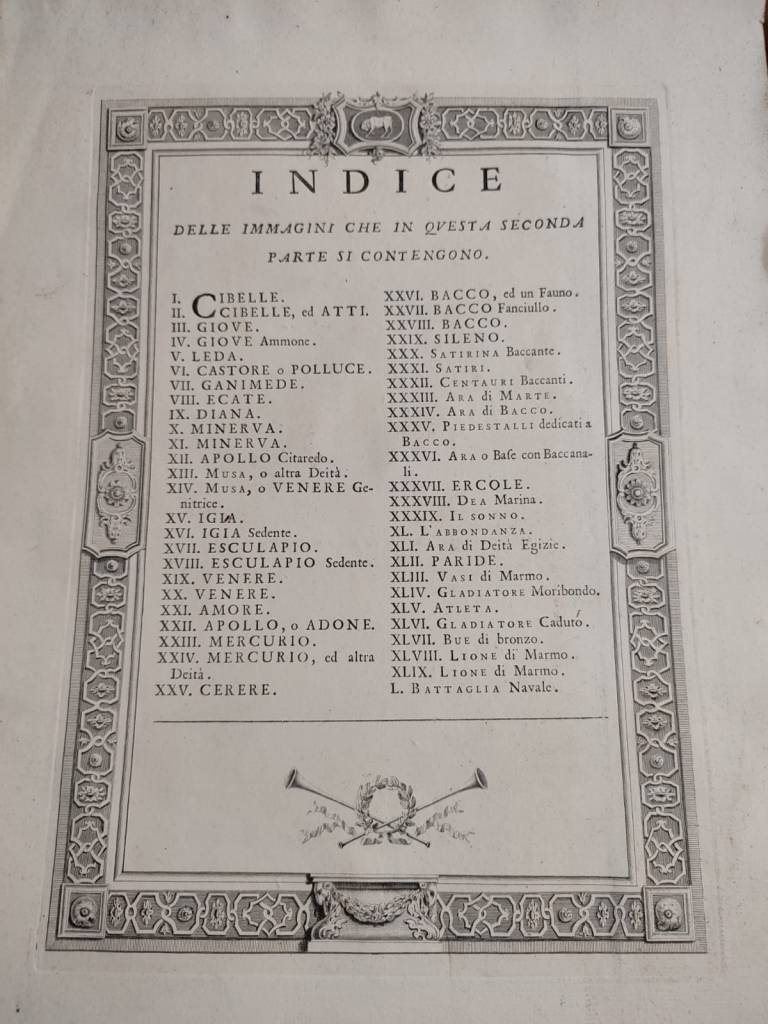 INDICE
DELLE IMMAGINI CHE IN QVESTA SECONDA
PARTE SI CONTENGONO.
I. CIBELLE.
II. CCIBELLE, ed ATTI.
III. GIOVE.
IV. GIOVE Ammone.
V. LEDA.
VI. CASTORE o POLLUCE.
VII. GANIMEDE.
VIII. ECATE.
IX. DIANA.
X. MINERVA.
XI. MINERVA.
XII. APOLLO Citaredo.
XIII. MUSA, o altra Deità.
XIV. MUSA, o VENERE Ge-
nitrice.
XV. IGIA.
XVI. IGIA Sedente.
XVII. ESCULAPIO.
XVIII. ESCULAPIO Sedente.
XIX. VENERE.
XX. VENERE.
XXI. AMORE.
XXII. APOLLO, o ADONE.
XXIII. MERCURIO.
XXIV. MERCURIO, ed altra
Deità.
XXV. CERERE.
XXVI. BACCO, ed un Fauno.
XXVII. BACCO Fanciullo.
XXVIII. BACCO.
XXIX. SILENO.
XXX. SATIRINA Baccante.
XXXI. SATIRI.
XXXII. CENTAURI Baccanti.
XXXIII. ARA di MARTE.
XXXIV. ARA di BACCO.
XXXV. PIEDESTALLI dedicati a
BACCO.
XXXVI. ARA o Base con Baccana-
li.
XXXVII. ERCOLE.
XXXVIII. DEA Marina.
XXXIX. IL SONNO.
XL. L'ABBONDANZA.
XLI. ARA di Deità Egizie.
XLII. PARIDE.
XLIII. VASI di Marmo.
XLIV. GLADIATORE Moribondo.
XLV. ATLETA.
XLVI. GLADIATORE Caduto.
XLVII. BUE di bronzo.
XLVIII. LIONE di Marmo.
XLIX. LIONE di Marmo.
L. BATTAGLIA Navale.